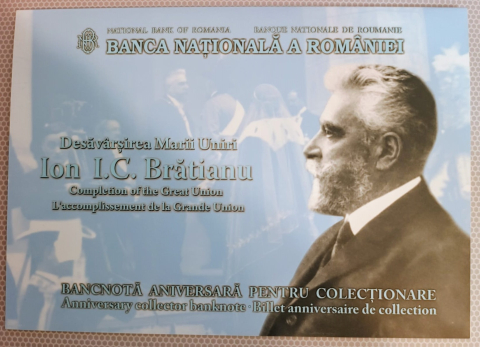 NATIONAL BANK OF ROMANIA BANQUE NATIONALE DE ROUMANIE
BANCA NAȚIONALĂ A ROMÂNIEI
Desăvârșirea Marii Uniri
Ion I.C. Brătianu
Completion of the Great Union
L'accomplissement de la Grande Union
BANCNOTĂ ANIVERSARĂ PENTRU COLECȚIONARE
Anniversary collector banknote · Billet anniversaire de collection